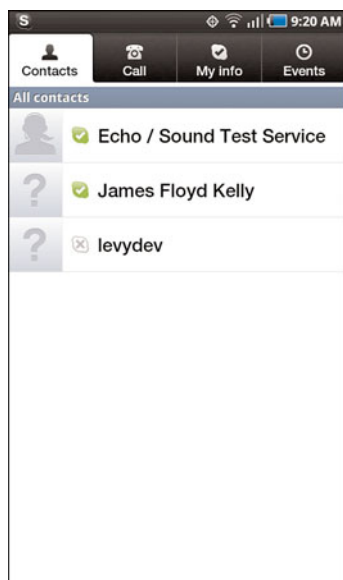 S 9:20 AM
Contacts Call My info Events
All contacts
Echo / Sound Test Service
James Floyd Kelly
levydev